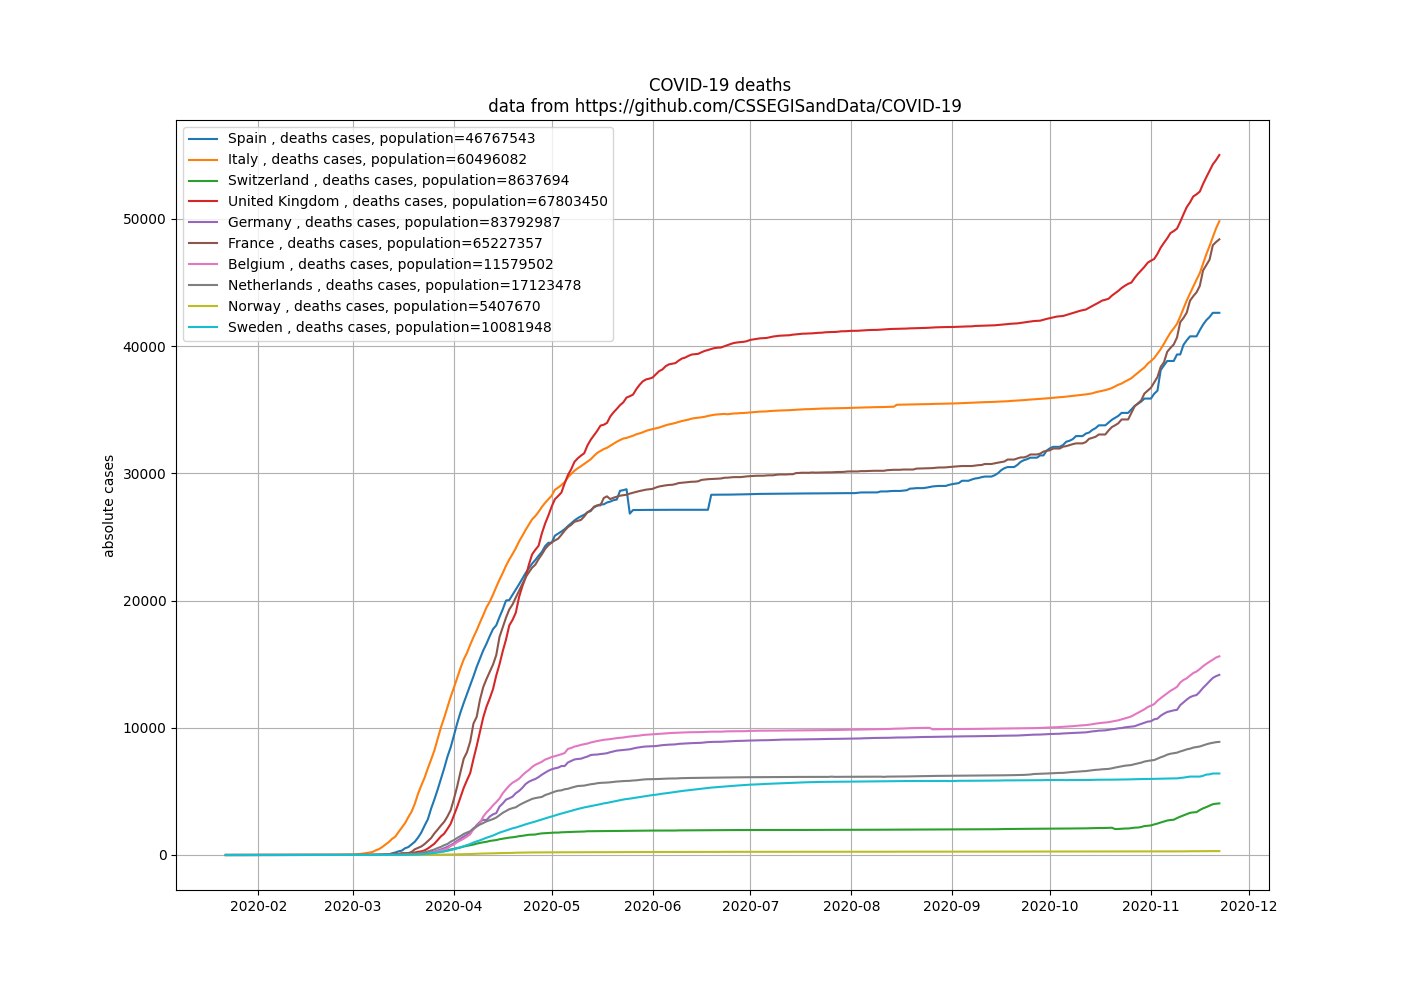 COVID-19 deaths
data from https://github.com/CSSEGISandData/COVID-19
Spain , deaths cases, population=46767543
Italy , deaths cases, population=60496082
Switzerland , deaths cases, population=8637694
United Kingdom , deaths cases, population=67803450
Germany , deaths cases, population=83792987
France , deaths cases, population=65227357
Belgium , deaths cases, population=11579502
Netherlands , deaths cases, population=17123478
Norway , deaths cases, population=5407670
Sweden , deaths cases, population=10081948
absolute cases
50000
40000
30000
20000
10000
0
2020-02 2020-03 2020-04 2020-05 2020-06 2020-07 2020-08 2020-09 2020-10 2020-11 2020-12